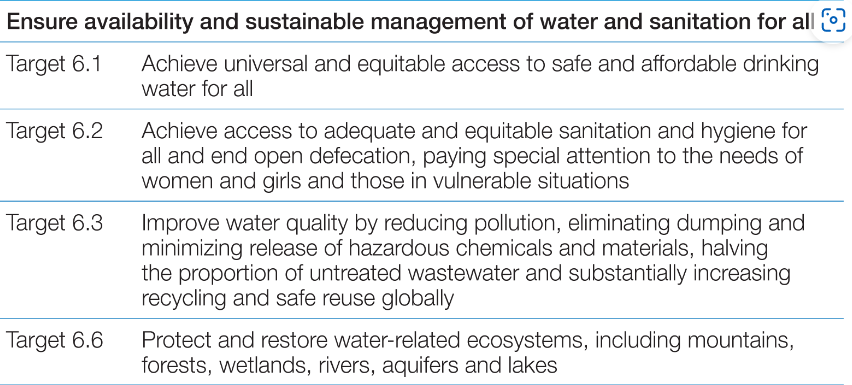 Ensure availability and sustainable management of water and sanitation for all
Target 6.1 Achieve universal and equitable access to safe and affordable drinking
water for all
Target 6.2 Achieve access to adequate and equitable sanitation and hygiene for
all and end open defecation, paying special attention to the needs of
women and girls and those in vulnerable situations
Target 6.3 Improve water quality by reducing pollution, eliminating dumping and
minimizing release of hazardous chemicals and materials, halving
the proportion of untreated wastewater and substantially increasing
recycling and safe reuse globally
Target 6.6 Protect and restore water-related ecosystems, including mountains,
forests, wetlands, rivers, aquifers and lakes